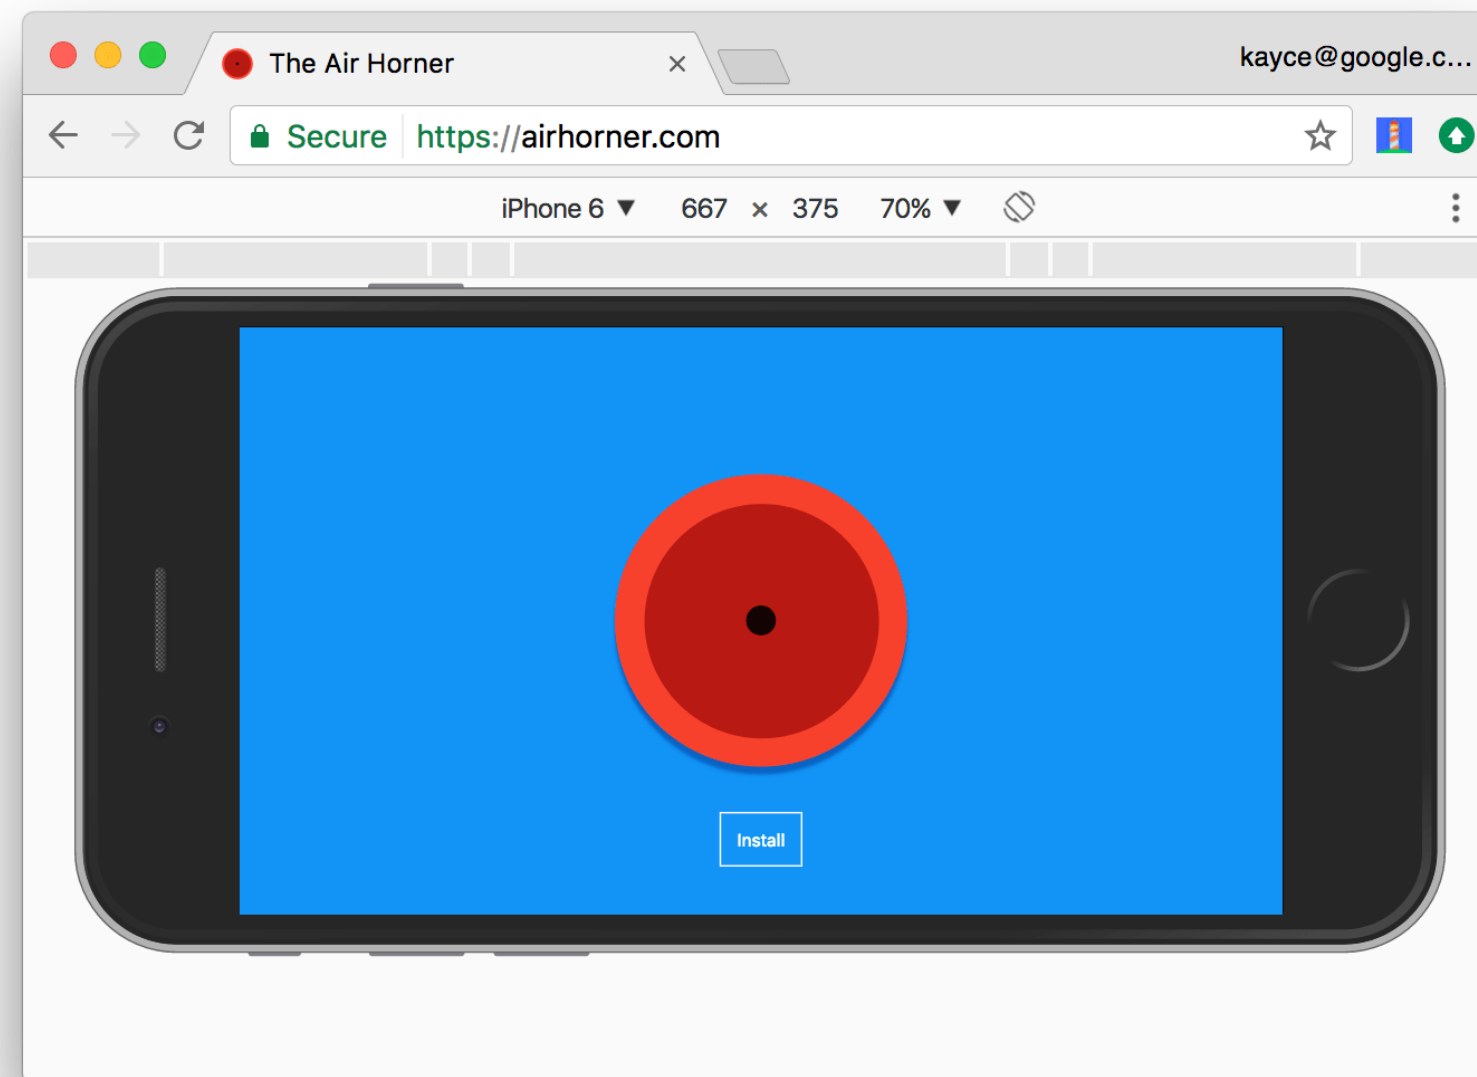 The Air Horner
kayce@google.c...
Secure https://airhorner.com
iPhone 6 667 × 375 70%
Install